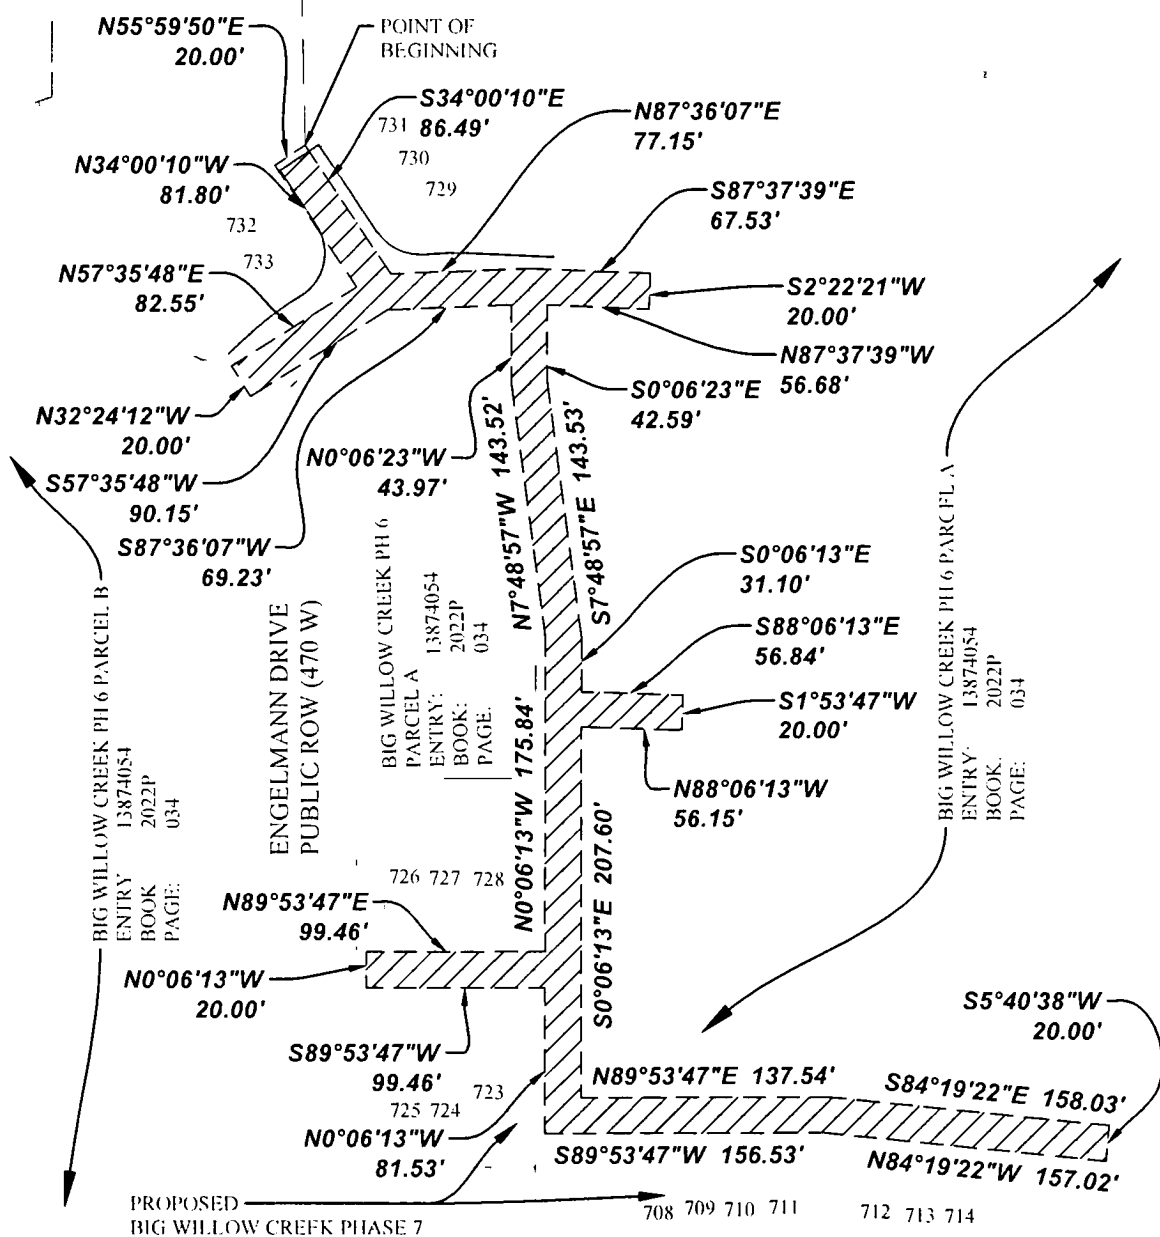 N55°59'50"E
20.00'
POINT OF
BEGINNING
S34°00'10"E
86.49'
N87°36'07"E
77.15'
731
730
729
N34°00'10"W
81.80'
S87°37'39"E
67.53'
732
733
N57°35'48"E
82.55'
S2°22'21"W
20.00'
N87°37'39"W
56.68'
S0°06'23"E
42.59'
N32°24'12"W
20.00'
N0°06'23"W
43.97'
S57°35'48"W
90.15'
S87°36'07"W
69.23'
N7°48'57"W 143.52'
S7°48'57"E 143.53'
S0°06'13"E
31.10'
S88°06'13"E
56.84'
S1°53'47"W
20.00'
N88°06'13"W
56.15'
BIG WILLOW CREEK PH 6 PARCEL B
ENTRY 13874054
BOOK 2022P
PAGE: 034
ENGELMANN DRIVE
PUBLIC ROW (470 W)
BIG WILLOW CREEK PH 6
PARCEL A
ENTRY: 13874054
BOOK: 2022P
PAGE. 034
BIG WILLOW CREEK PH 6 PARCEL A
ENTRY: 13874054
BOOK. 2022P
PAGE: 034
N0°06'13"W 175.84'
S0°06'13"E 207.60'
726 727 728
N89°53'47"E
99.46'
N0°06'13"W
20.00'
S89°53'47"W
99.46'
723
725 724
N0°06'13"W
81.53'
S5°40'38"W
20.00'
N89°53'47"E 137.54'
S84°19'22"E 158.03'
S89°53'47"W 156.53'
N84°19'22"W 157.02'
PROPOSED
BIG WILLOW CREEK PHASE 7
708 709 710 711 712 713 714